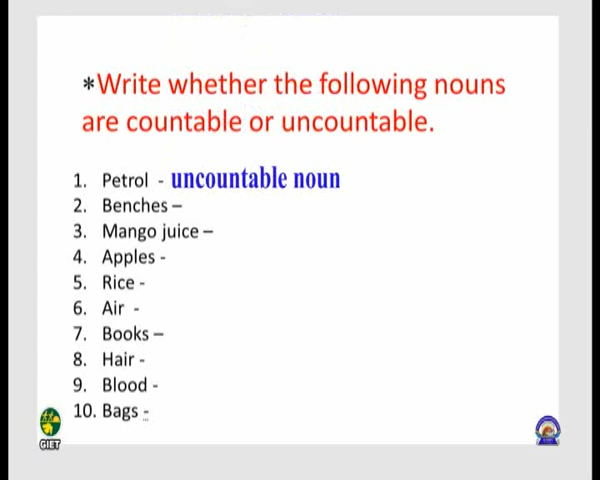 *Write whether the following nouns
are countable or uncountable.
1. Petrol - uncountable noun
2. Benches –
3. Mango juice –
4. Apples -
5. Rice -
6. Air -
7. Books –
8. Hair -
9. Blood -
10. Bags -
GIET